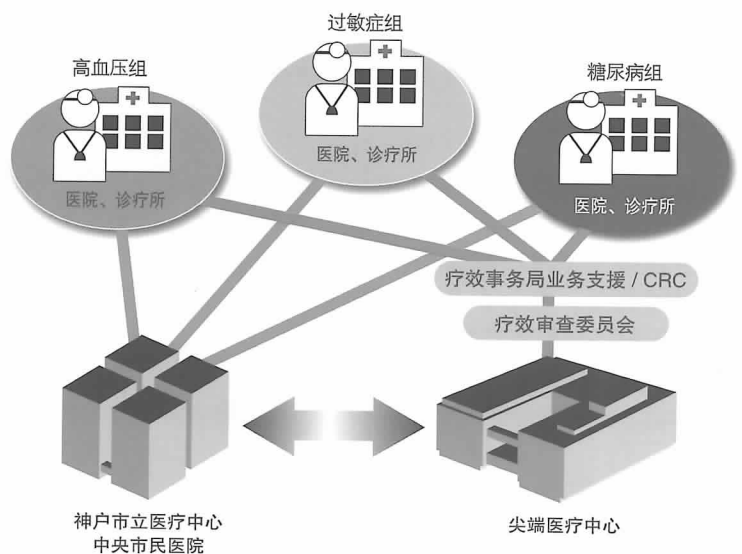 过敏症组
高血压组
糖尿病组
医院、诊疗所
医院、诊疗所
医院、诊疗所
疗效事务局业务支援 / CRC
疗效审查委员会
神户市立医疗中心
中央市民医院
尖端医疗中心